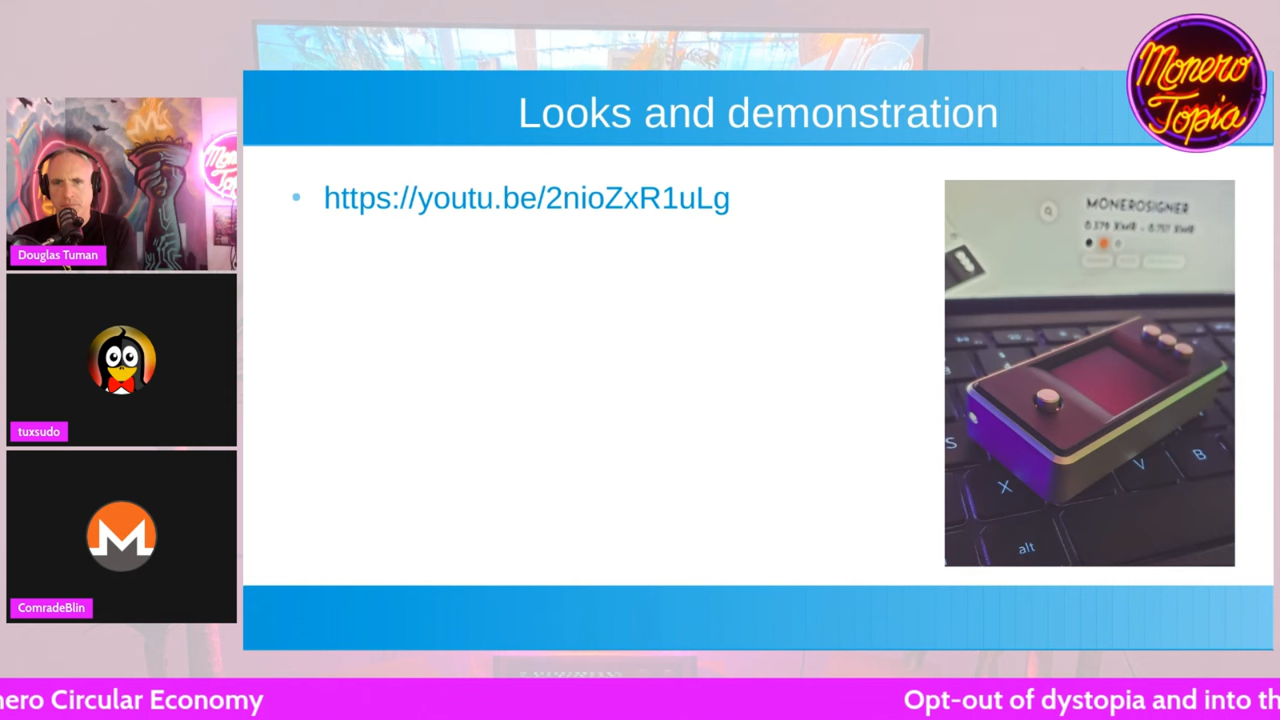 Looks and demonstration
Monero
Topia
https://youtu.be/2nioZxR1uLg
Douglas Tuman
tuxsudo
ComradeBlin
MONEROSIGNER
S
X
V
B
alt
nero Circular Economy
Opt-out of dystopia and into th